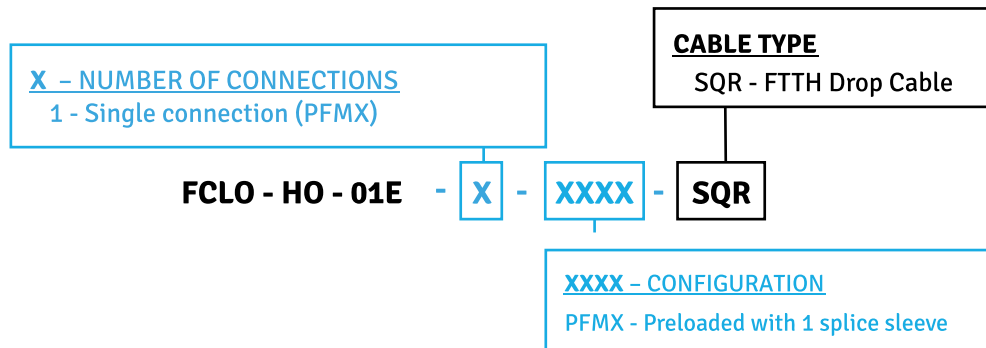 CABLE TYPE
SQR - FTTH Drop Cable
X – NUMBER OF CONNECTIONS
1 - Single connection (PFMX)
FCLO - HO - 01E - X - XXXX - SQR
XXXX – CONFIGURATION
PFMX - Preloaded with 1 splice sleeve